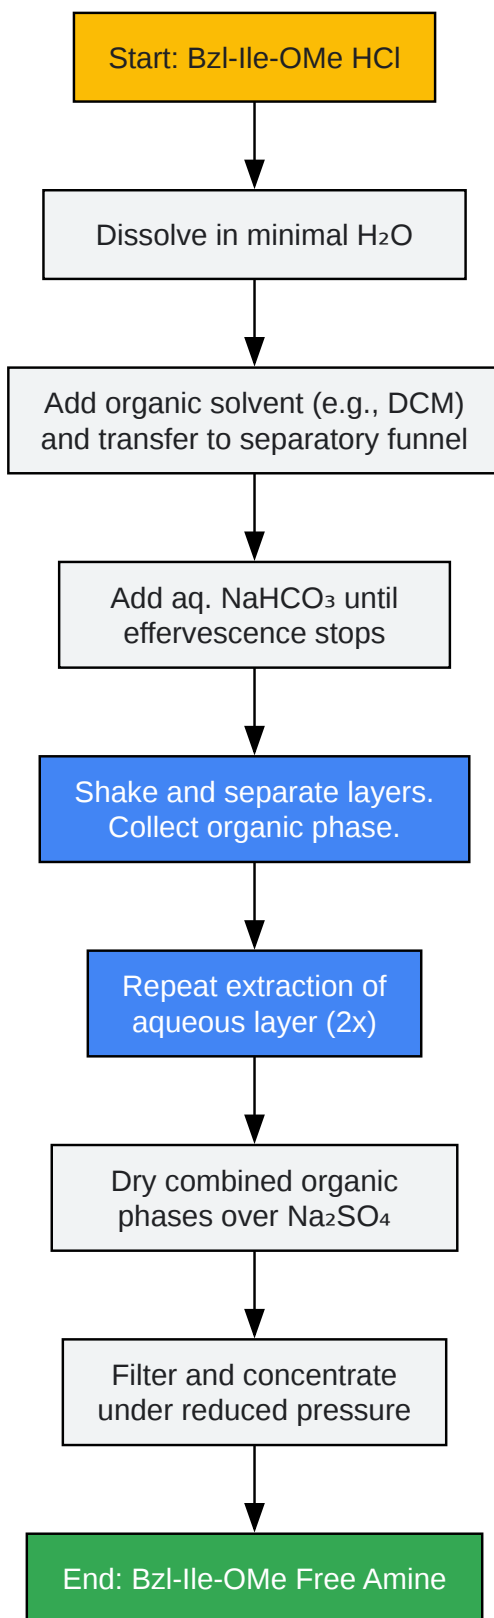 Start: Bzl-Ile-OMe HCl
Dissolve in minimal H₂O
Add organic solvent (e.g., DCM)
and transfer to separatory funnel
Add aq. NaHCO₃ until
effervescence stops
Shake and separate layers.
Collect organic phase.
Repeat extraction of
aqueous layer (2x)
Dry combined organic
phases over Na₂SO₄
Filter and concentrate
under reduced pressure
End: Bzl-Ile-OMe Free Amine